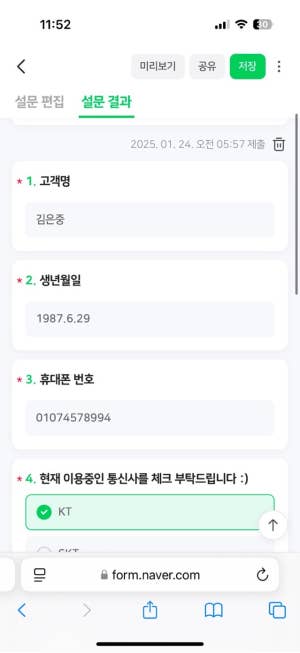 11:52
30
미리보기
공유
저장
설문 편집
설문 결과
2025. 01. 24. 오전 05:57 제출
* 1. 고객명
김은중
* 2. 생년월일
1987.6.29
* 3. 휴대폰 번호
01074578994
* 4. 현재 이용중인 통신사를 체크 부탁드립니다 :)
KT
SKT
form.naver.com